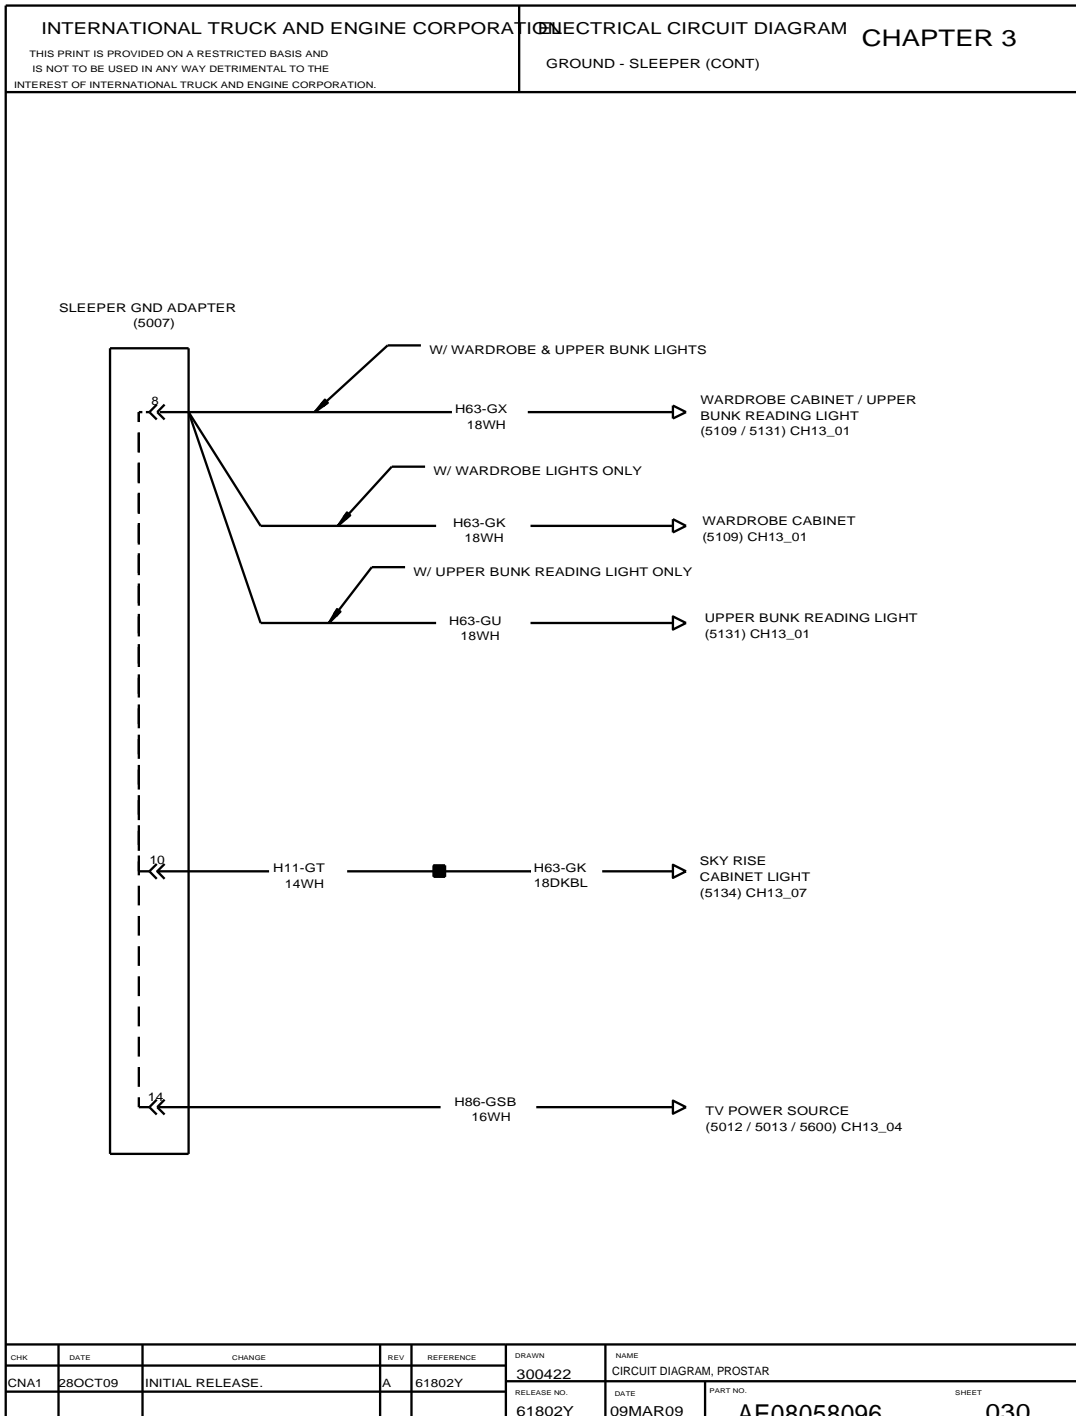 INTERNATIONAL TRUCK AND ENGINE CORPORATION
THIS PRINT IS PROVIDED ON A RESTRICTED BASIS AND
IS NOT TO BE USED IN ANY WAY DETRIMENTAL TO THE
INTEREST OF INTERNATIONAL TRUCK AND ENGINE CORPORATION.
ELECTRICAL CIRCUIT DIAGRAM
GROUND - SLEEPER (CONT)
CHAPTER 3
SLEEPER GND ADAPTER
(5007)
W/ WARDROBE & UPPER BUNK LIGHTS
8
H63-GX
18WH
WARDROBE CABINET / UPPER
BUNK READING LIGHT
(5109 / 5131) CH13_01
W/ WARDROBE LIGHTS ONLY
H63-GK
18WH
WARDROBE CABINET
(5109) CH13_01
W/ UPPER BUNK READING LIGHT ONLY
H63-GU
18WH
UPPER BUNK READING LIGHT
(5131) CH13_01
10
H11-GT
14WH
H63-GK
18DKBL
SKY RISE
CABINET LIGHT
(5134) CH13_07
14
H86-GSB
16WH
TV POWER SOURCE
(5012 / 5013 / 5600) CH13_04
CHK DATE CHANGE REV REFERENCE
CNA1 28OCT09 INITIAL RELEASE. A 61802Y
DRAWN
300422
NAME
CIRCUIT DIAGRAM, PROSTAR
RELEASE NO.
61802Y
DATE
09MAR09
PART NO.
AE08058096
SHEET
030